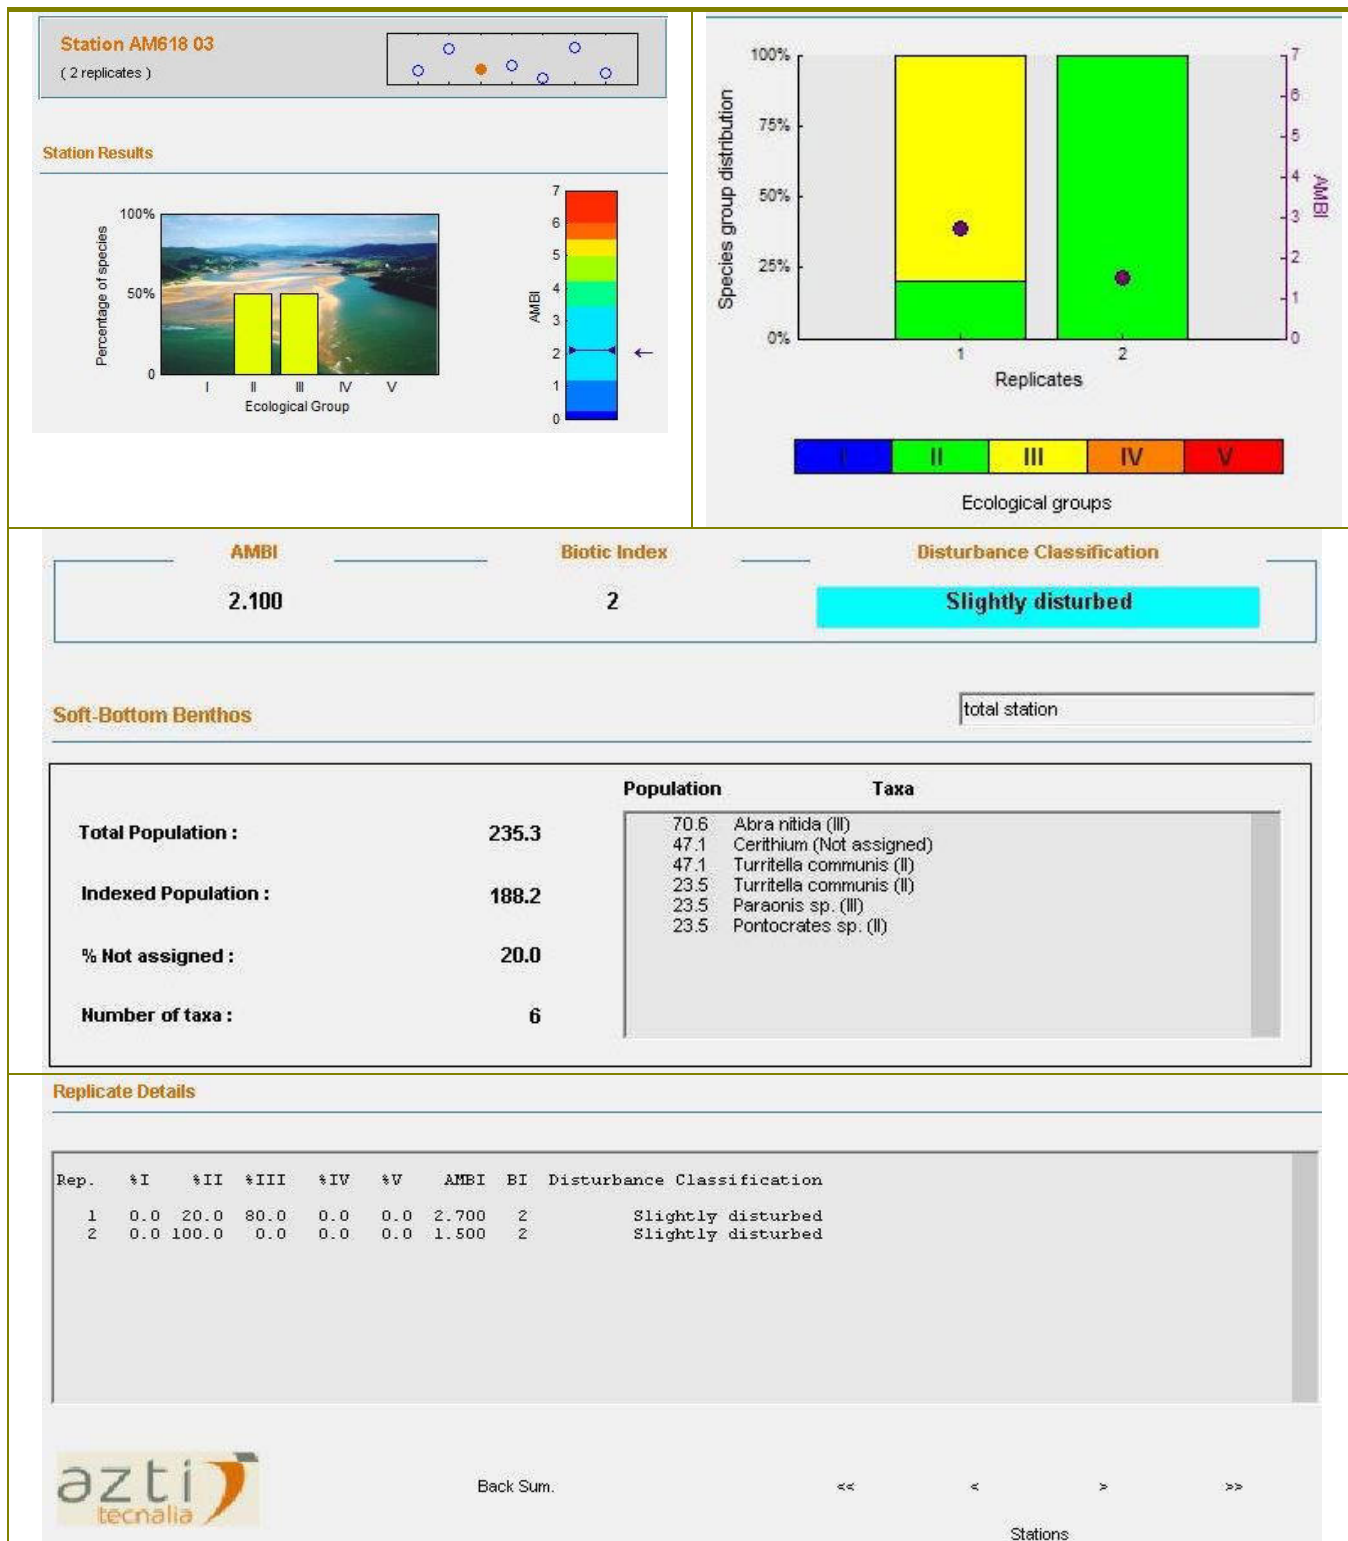 Station AM618 03
( 2 replicates )
Station Results
100%
50%
0
Percentage of species
I II III IV V
Ecological Group
7
6
5
4
3
2
1
0
AMBI
←
100%
75%
50%
25%
0%
Species group distribution
7
6
5
4
3
2
1
0
AMBI
1 2
Replicates
I II III IV V
Ecological groups
AMBI Biotic Index Disturbance Classification
2.100 2 Slightly disturbed
Soft-Bottom Benthos total station
Population Taxa
Total Population : 235.3
Indexed Population : 188.2
% Not assigned : 20.0
Number of taxa : 6
70.6 Abra nitida (III)
47.1 Cerithium (Not assigned)
47.1 Turritella communis (II)
23.5 Turritella communis (II)
23.5 Paraonis sp. (III)
23.5 Pontocrates sp. (II)
Replicate Details
Rep. %I %II %III %IV %V AMBI BI Disturbance Classification
1 0.0 20.0 80.0 0.0 0.0 2.700 2 Slightly disturbed
2 0.0 100.0 0.0 0.0 0.0 1.500 2 Slightly disturbed
azti
tecnalia
Back Sum. << < > >>
Stations